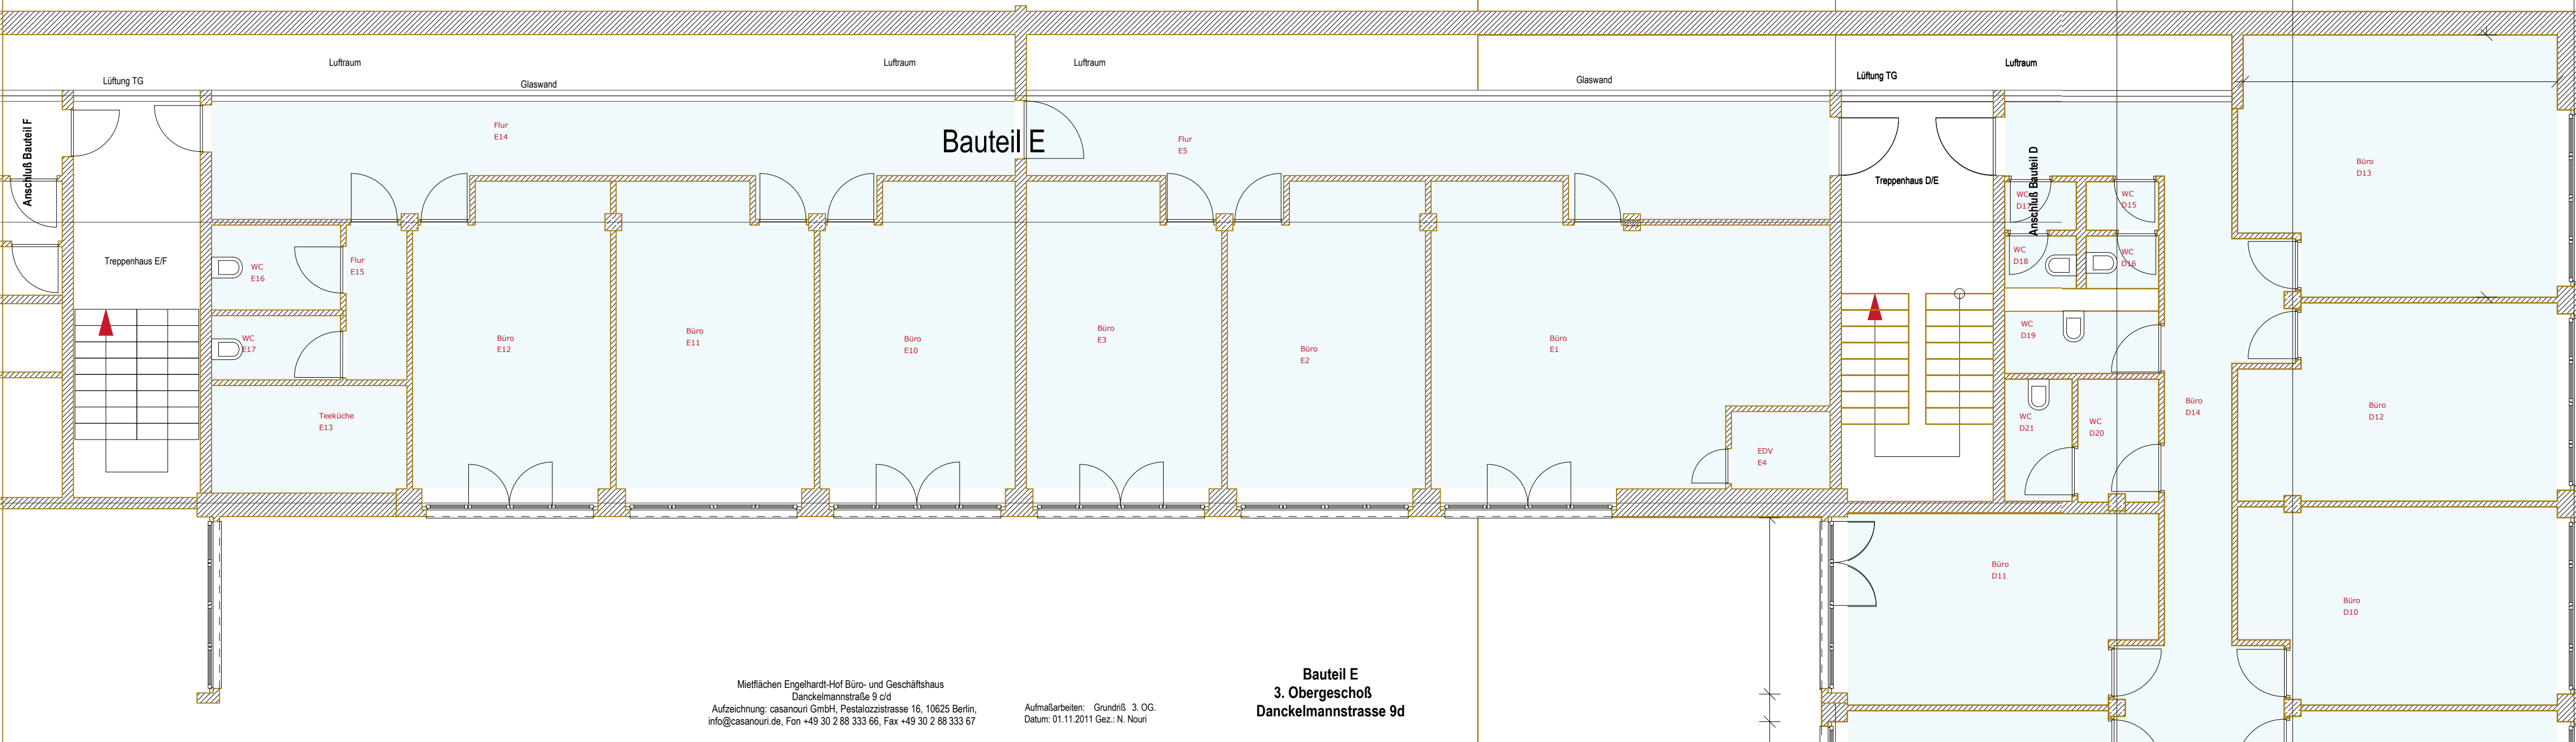 Luftraum
Luftraum
Luftraum
Luftraum
Lüftung TG
Glaswand
Glaswand
Lüftung TG
Anschluß Bauteil F
Flur
E14
Bauteil E
Flur
E5
Treppenhaus D/E
Anschluß Bauteil D
WC
D17
WC
D15
Büro
D13
Treppenhaus E/F
WC
E16
Flur
E15
WC
D18
WC
D16
WC
E17
Büro
E12
Büro
E11
Büro
E10
Büro
E3
Büro
E2
Büro
E1
WC
D19
Teeküche
E13
EDV
E4
WC
D21
WC
D20
Büro
D14
Büro
D12
Büro
D11
Büro
D10
Mietflächen Engelhardt-Hof Büro- und Geschäftshaus
Danckelmannstraße 9 c/d
Aufzeichnung: casanouri GmbH, Pestalozzistrasse 16, 10625 Berlin,
info@casanouri.de, Fon +49 30 2 88 333 66, Fax +49 30 2 88 333 67
Aufmaßarbeiten: Grundriß 3. OG.
Datum: 01.11.2011 Gez.: N. Nouri
Bauteil E
3. Obergeschoß
Danckelmannstrasse 9d